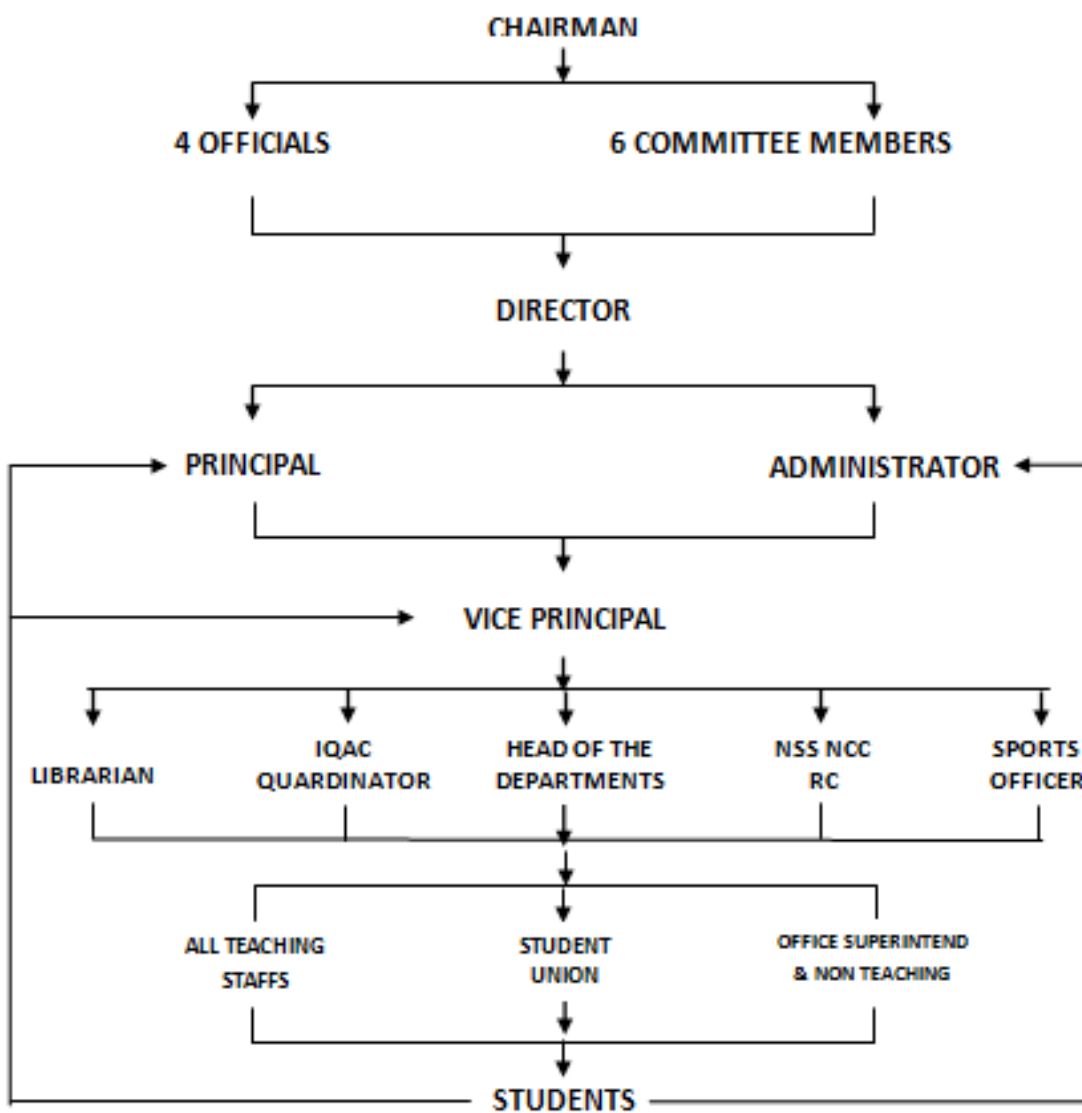 CHAIRMAN
4 OFFICIALS
6 COMMITTEE MEMBERS
DIRECTOR
PRINCIPAL
ADMINISTRATOR
VICE PRINCIPAL
LIBRARIAN
IQAC
QUARDINATOR
HEAD OF THE
DEPARTMENTS
NSS NCC
RC
SPORTS
OFFICER
ALL TEACHING
STAFFS
STUDENT
UNION
OFFICE SUPERINTEND
& NON TEACHING
STUDENTS